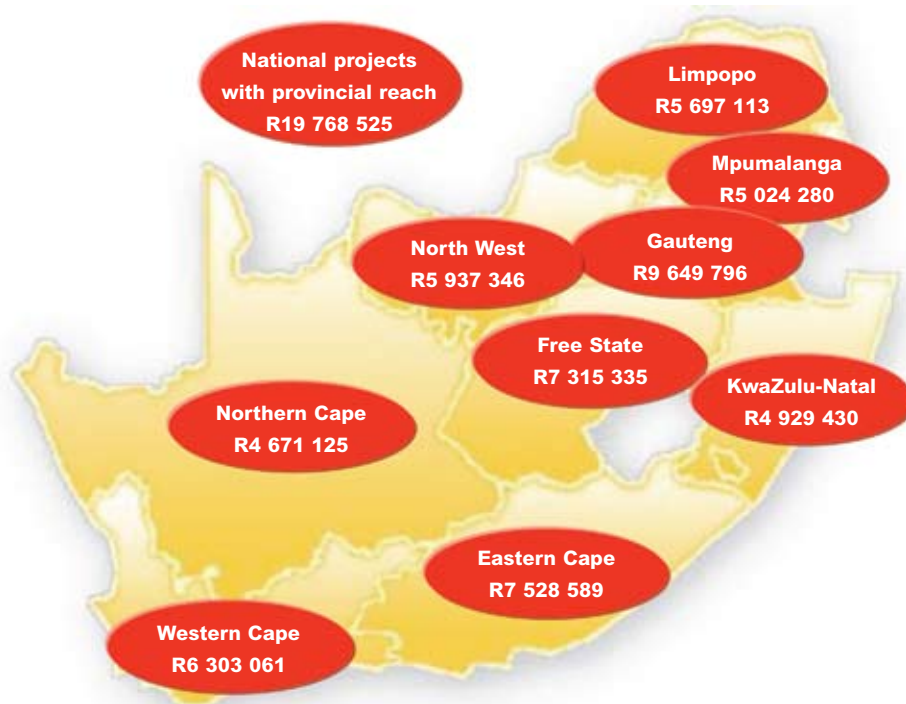 National projects
with provincial reach
R19 768 525
Limpopo
R5 697 113
Mpumalanga
R5 024 280
North West
R5 937 346
Gauteng
R9 649 796
Free State
R7 315 335
KwaZulu-Natal
R4 929 430
Northern Cape
R4 671 125
Eastern Cape
R7 528 589
Western Cape
R6 303 061